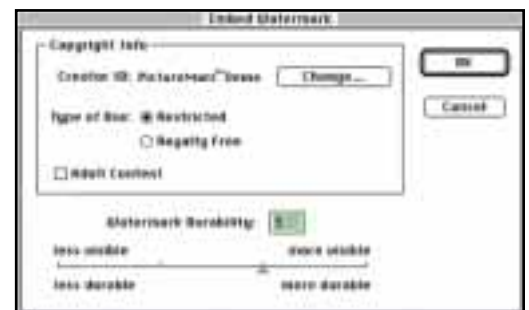 Embed Watermark
Copyright Info
Creator ID: PictureMarc Demo
Change...
OK
Cancel
Type of Use: Restricted
Royalty Free
Adult Content
Watermark Durability:
less visible more visible
less durable more durable